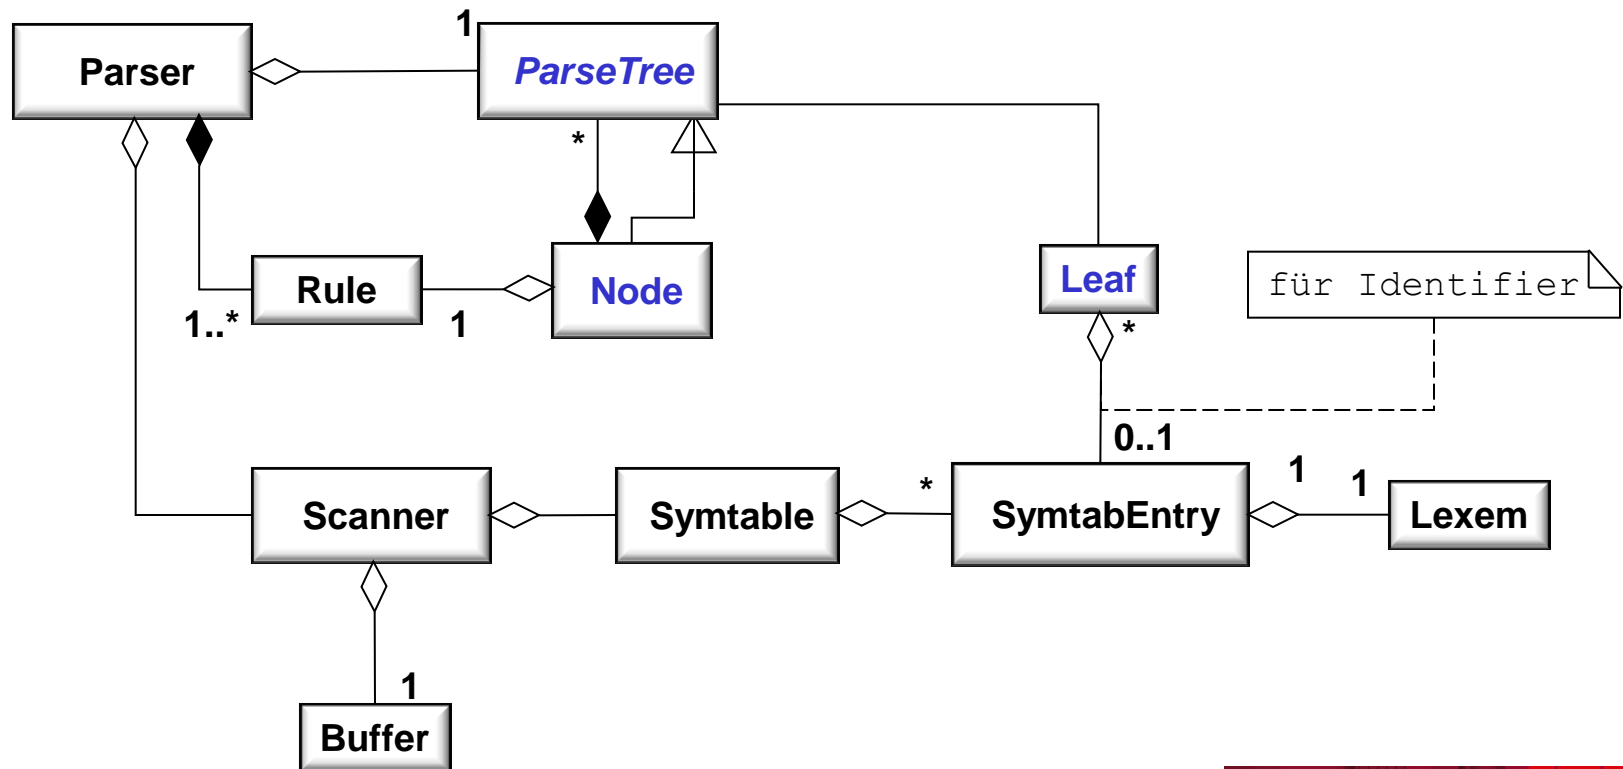 1
Parser
ParseTree
*
Rule
Node
Leaf
für Identifier
1..*
1
*
0..1
Scanner
Symtable
*
SymtabEntry
1
1
Lexem
1
Buffer